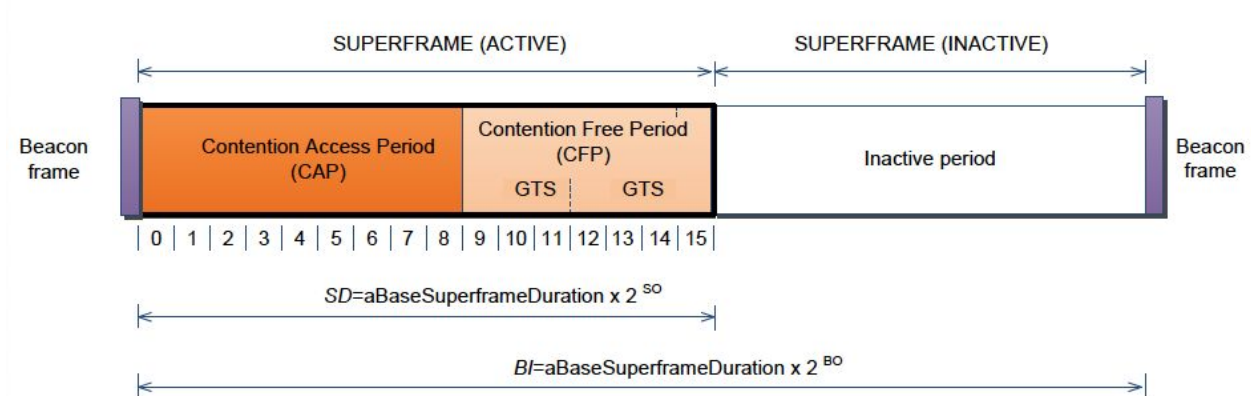 SUPERFRAME (ACTIVE)
SUPERFRAME (INACTIVE)
Beacon
frame
Contention Access Period
(CAP)
Contention Free Period
(CFP)
GTS
GTS
Inactive period
Beacon
frame
0 1 2 3 4 5 6 7 8 9 10 11 12 13 14 15
SD=aBaseSuperframeDuration x 2 SO
BI=aBaseSuperframeDuration x 2 BO